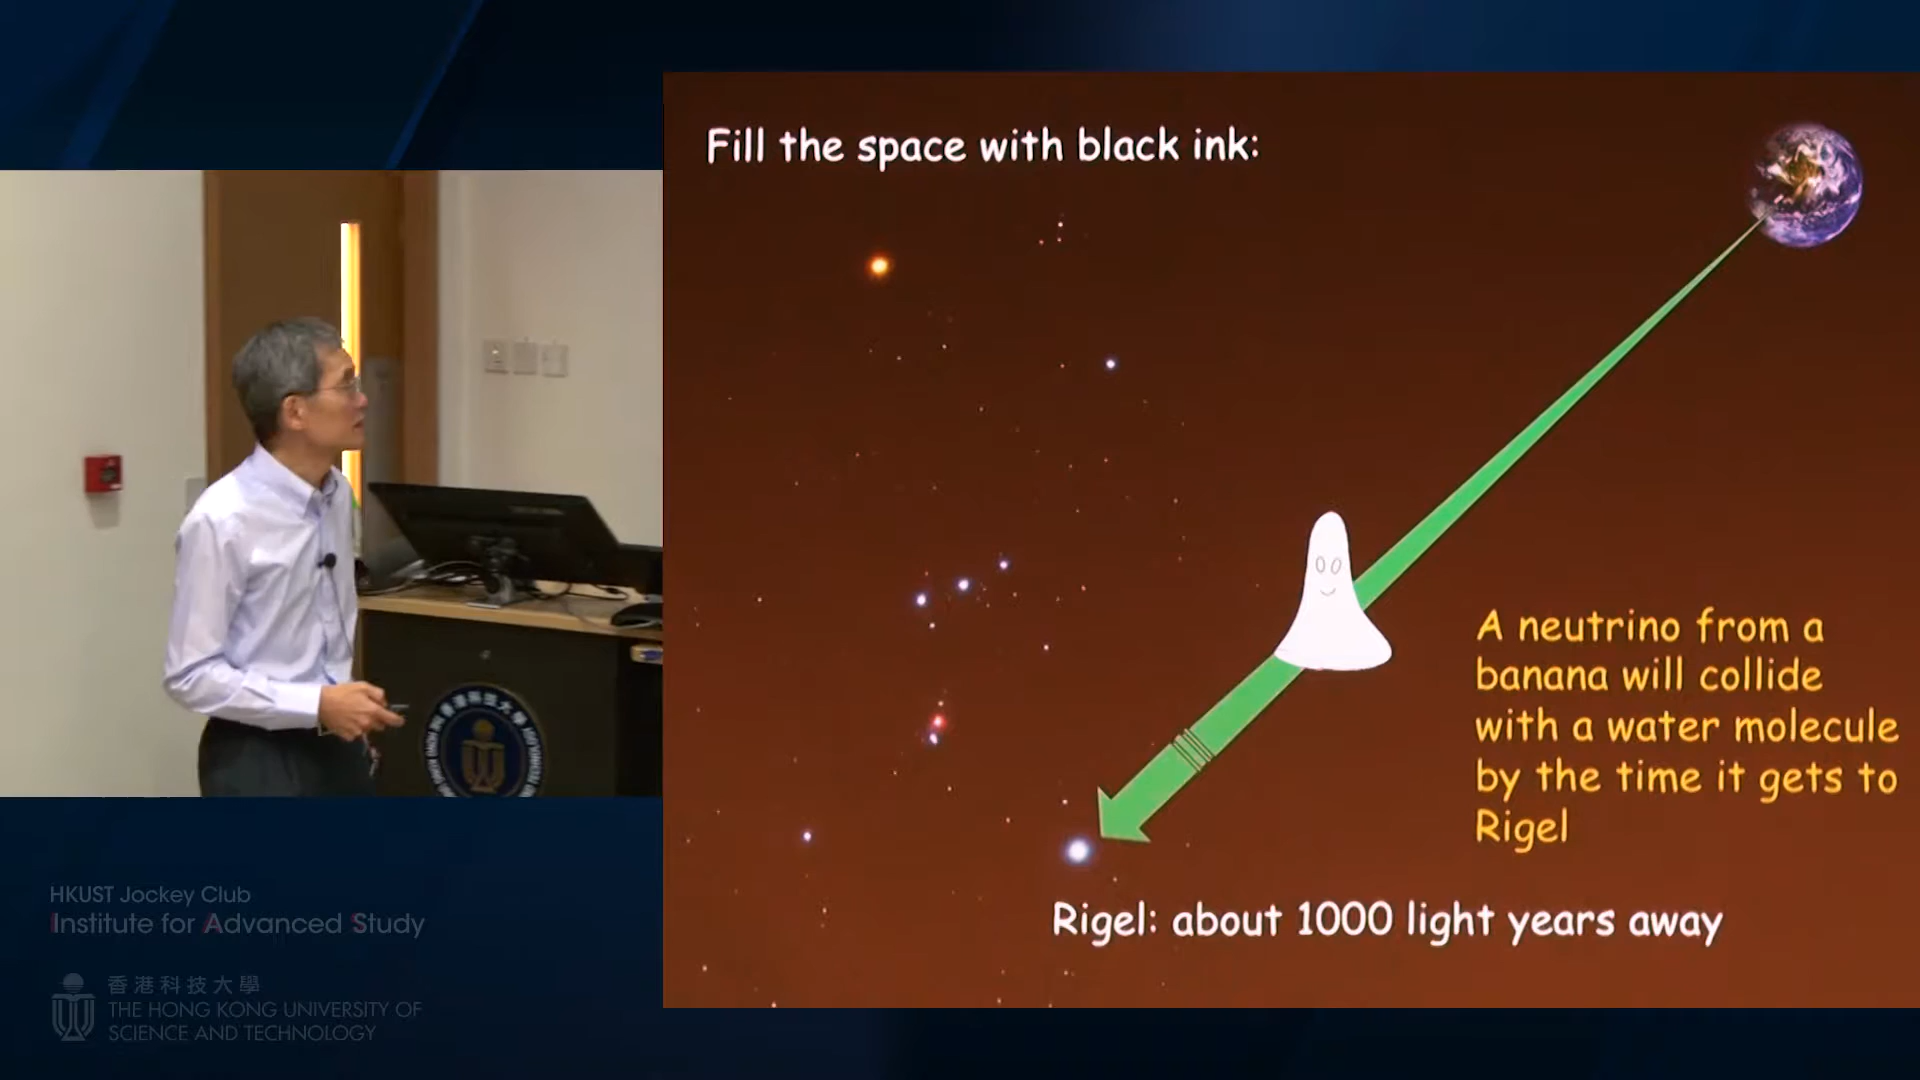 Fill the space with black ink:
A neutrino from a
banana will collide
with a water molecule
by the time it gets to
Rigel
Rigel: about 1000 light years away
HKUST Jockey Club
Institute for Advanced Study
香港科技大學
THE HONG KONG UNIVERSITY OF
SCIENCE AND TECHNOLOGY